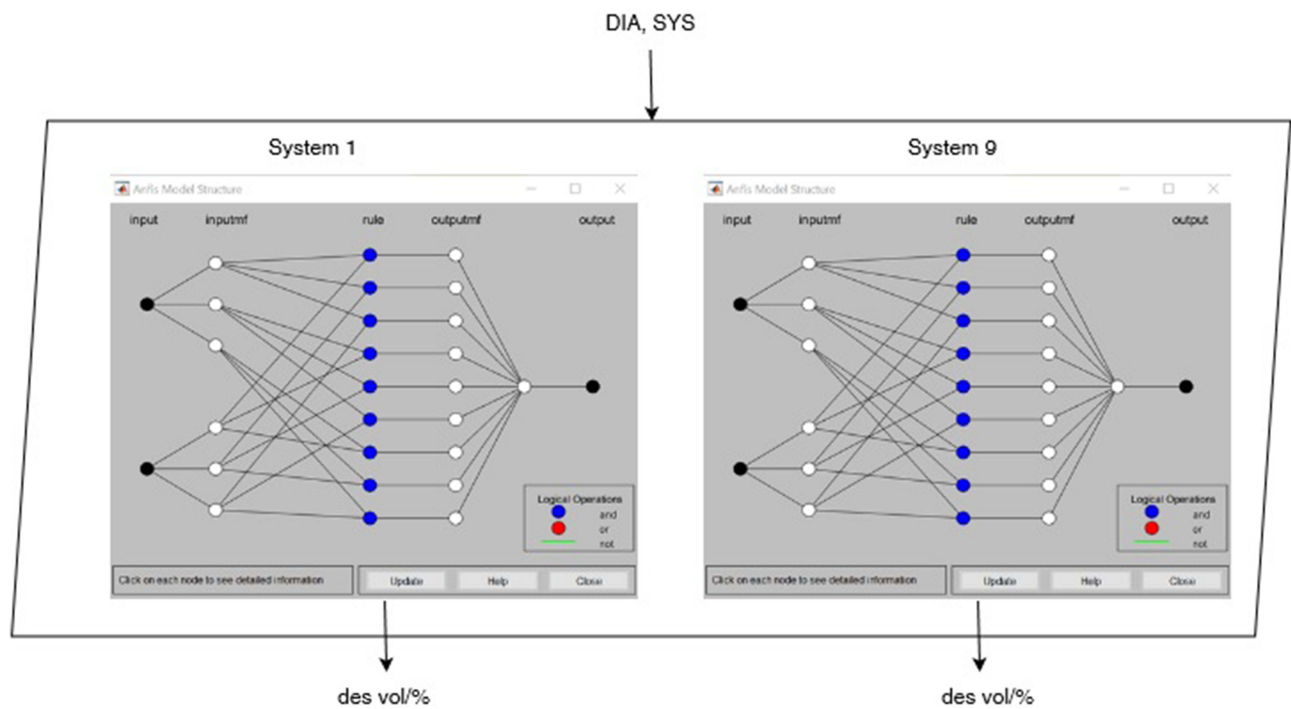 DIA, SYS
System 1
System 9
Anfis Model Structure
input inputmf rule outputmf output
Logical Operations
and
or
not
Click on each node to see detailed information
Update Help Close
Anfis Model Structure
input inputmf rule outputmf output
Logical Operations
and
or
not
Click on each node to see detailed information
Update Help Close
des vol/%
des vol/%